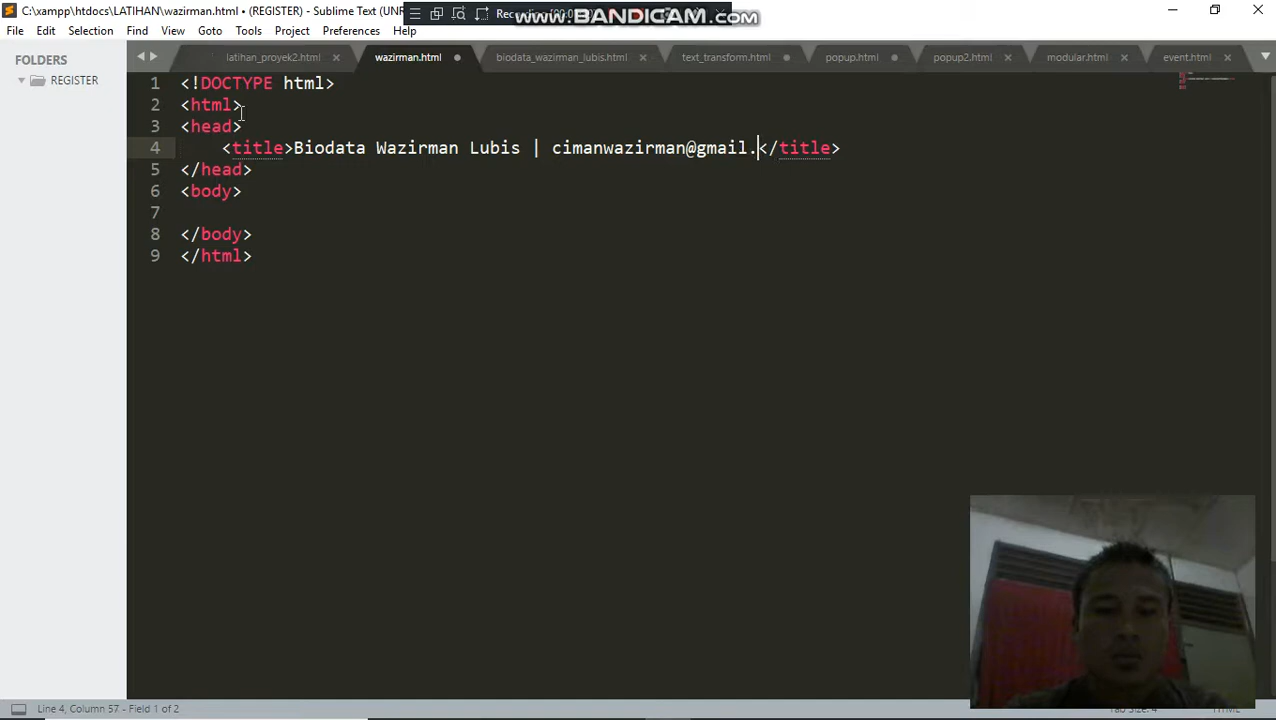 C:\xampp\htdocs\LATIHAN\wazirman.html • (REGISTER) - Sublime Text (UNR
Recording
www.BANDICAM.com
File Edit Selection Find View Goto Tools Project Preferences Help
FOLDERS
REGISTER
latihan_proyek2.html
wazirman.html
biodata_wazirman_lubis.html
text_transform.html
popup.html
popup2.html
modular.html
event.html
1 <!DOCTYPE html>
2 <html>
3 <head>
4 <title>Biodata Wazirman Lubis | cimanwazirman@gmail.</title>
5 </head>
6 <body>
7
8 </body>
9 </html>
Line 4, Column 57 - Field 1 of 2